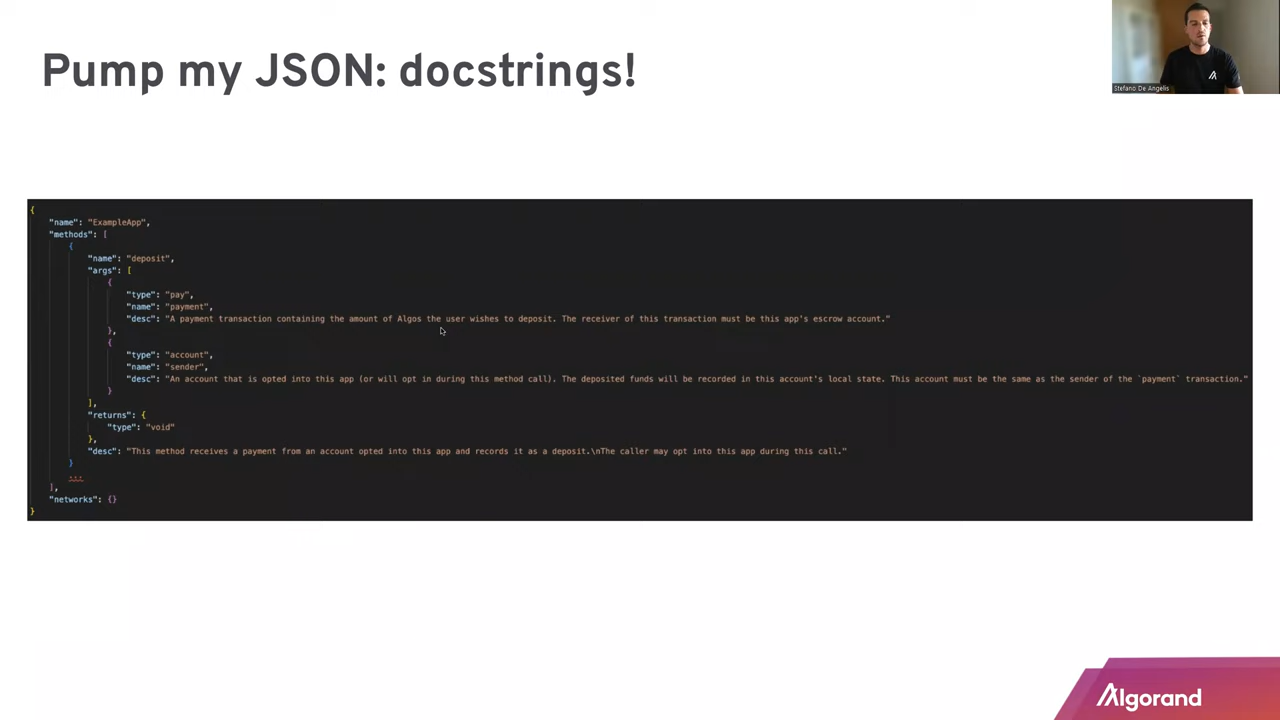 Pump my JSON: docstrings!
Stefano De Angelis
{
"name": "ExampleApp",
"methods": [
{
"name": "deposit",
"args": [
{
"type": "pay",
"name": "payment",
"desc": "A payment transaction containing the amount of Algos the user wishes to deposit. The receiver of this transaction must be this app's escrow account."
},
{
"type": "account",
"name": "sender",
"desc": "An account that is opted into this app (or will opt in during this method call). The deposited funds will be recorded in this account's local state. This account must be the same as the sender of the `payment` transaction."
}
],
"returns": {
"type": "void"
},
"desc": "This method receives a payment from an account opted into this app and records it as a deposit.\nThe caller may opt into this app during this call."
}
...
],
"networks": {}
}
Algorand